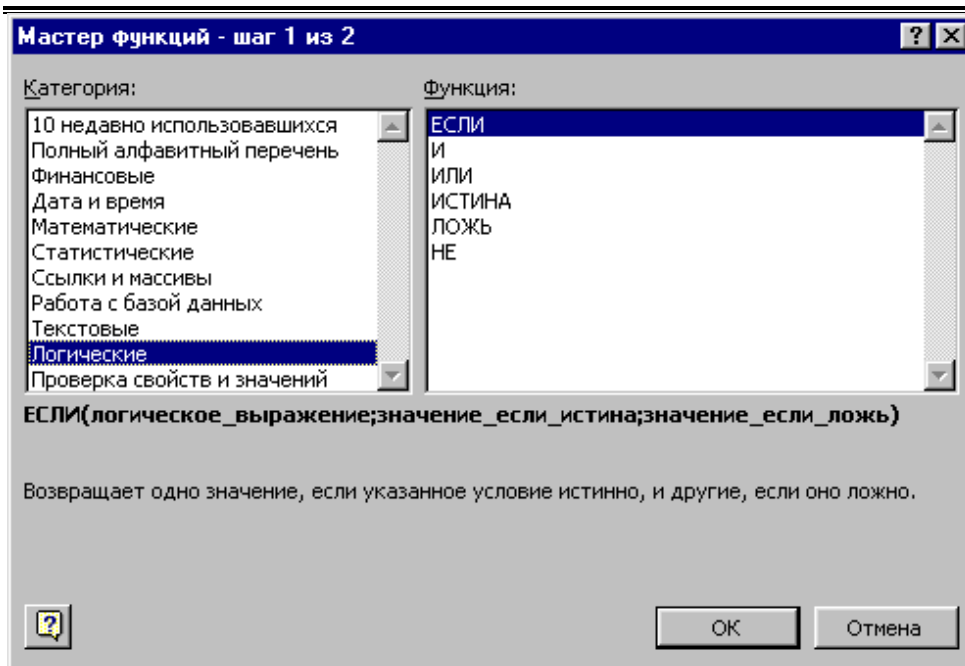 Мастер функций - шаг 1 из 2
Категория:
Функция:
10 недавно использовавшихся
Полный алфавитный перечень
Финансовые
Дата и время
Математические
Статистические
Ссылки и массивы
Работа с базой данных
Текстовые
Логические
Проверка свойств и значений
ЕСЛИ
И
ИЛИ
ИСТИНА
ЛОЖЬ
НЕ
ЕСЛИ(логическое_выражение;значение_если_истина;значение_если_ложь)
Возвращает одно значение, если указанное условие истинно, и другие, если оно ложно.
ОК
Отмена